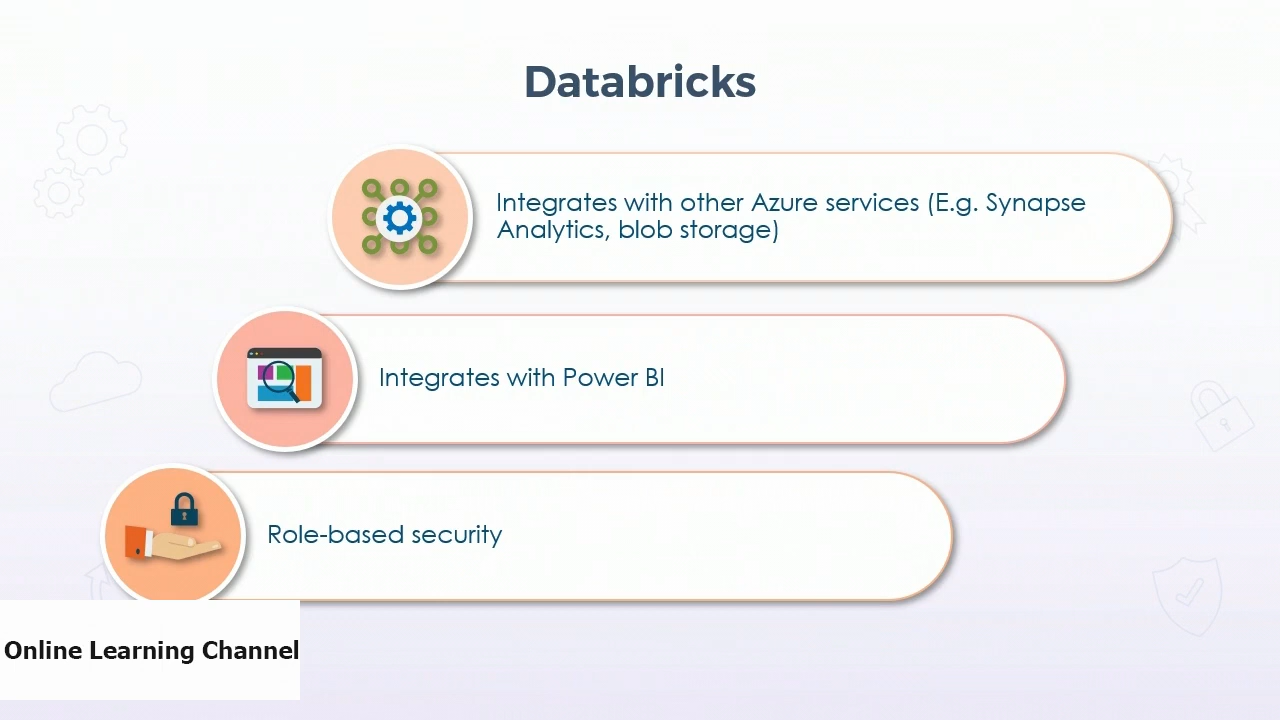 Databricks
Integrates with other Azure services (E.g. Synapse
Analytics, blob storage)
Integrates with Power BI
Role-based security
Online Learning Channel